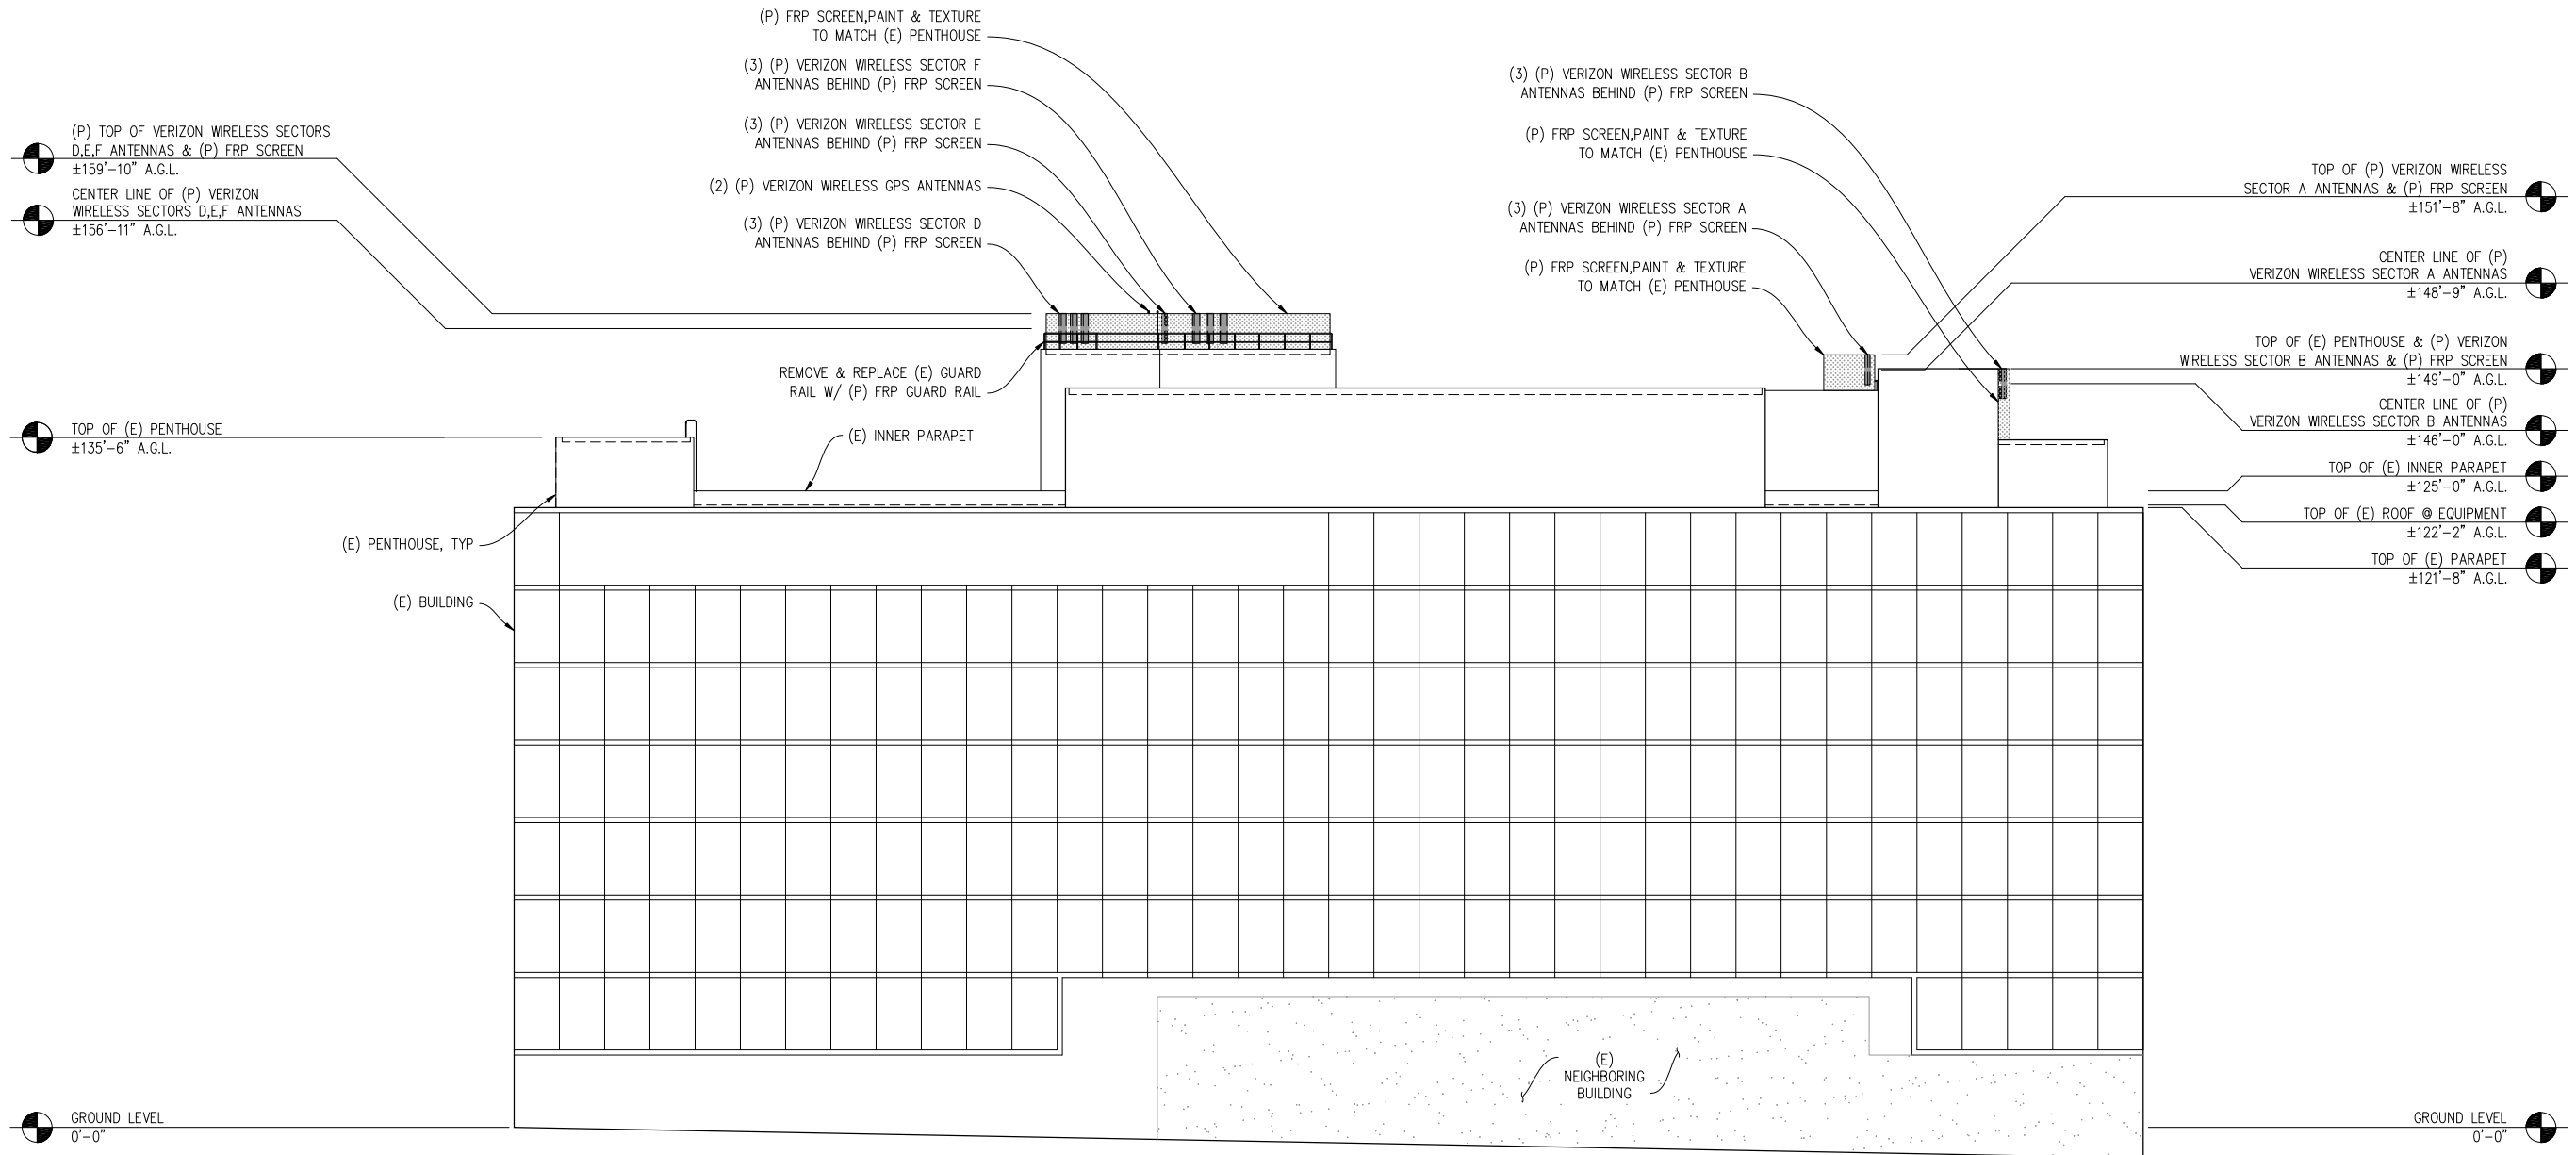 (P) FRP SCREEN,PAINT & TEXTURE
TO MATCH (E) PENTHOUSE
(3) (P) VERIZON WIRELESS SECTOR F
ANTENNAS BEHIND (P) FRP SCREEN
(3) (P) VERIZON WIRELESS SECTOR E
ANTENNAS BEHIND (P) FRP SCREEN
(2) (P) VERIZON WIRELESS GPS ANTENNAS
(3) (P) VERIZON WIRELESS SECTOR D
ANTENNAS BEHIND (P) FRP SCREEN
(P) TOP OF VERIZON WIRELESS SECTORS
D,E,F ANTENNAS & (P) FRP SCREEN
±159'-10" A.G.L.
CENTER LINE OF (P) VERIZON
WIRELESS SECTORS D,E,F ANTENNAS
±156'-11" A.G.L.
REMOVE & REPLACE (E) GUARD
RAIL W/ (P) FRP GUARD RAIL
TOP OF (E) PENTHOUSE
±135'-6" A.G.L.
(E) INNER PARAPET
(E) PENTHOUSE, TYP
(E) BUILDING
(3) (P) VERIZON WIRELESS SECTOR B
ANTENNAS BEHIND (P) FRP SCREEN
(P) FRP SCREEN,PAINT & TEXTURE
TO MATCH (E) PENTHOUSE
(3) (P) VERIZON WIRELESS SECTOR A
ANTENNAS BEHIND (P) FRP SCREEN
(P) FRP SCREEN,PAINT & TEXTURE
TO MATCH (E) PENTHOUSE
TOP OF (P) VERIZON WIRELESS
SECTOR A ANTENNAS & (P) FRP SCREEN
±151'-8" A.G.L.
CENTER LINE OF (P)
VERIZON WIRELESS SECTOR A ANTENNAS
±148'-9" A.G.L.
TOP OF (E) PENTHOUSE & (P) VERIZON
WIRELESS SECTOR B ANTENNAS & (P) FRP SCREEN
±149'-0" A.G.L.
CENTER LINE OF (P)
VERIZON WIRELESS SECTOR B ANTENNAS
±146'-0" A.G.L.
TOP OF (E) INNER PARAPET
±125'-0" A.G.L.
TOP OF (E) ROOF @ EQUIPMENT
±122'-2" A.G.L.
TOP OF (E) PARAPET
±121'-8" A.G.L.
(E)
NEIGHBORING
BUILDING
GROUND LEVEL
0'-0"
GROUND LEVEL
0'-0"